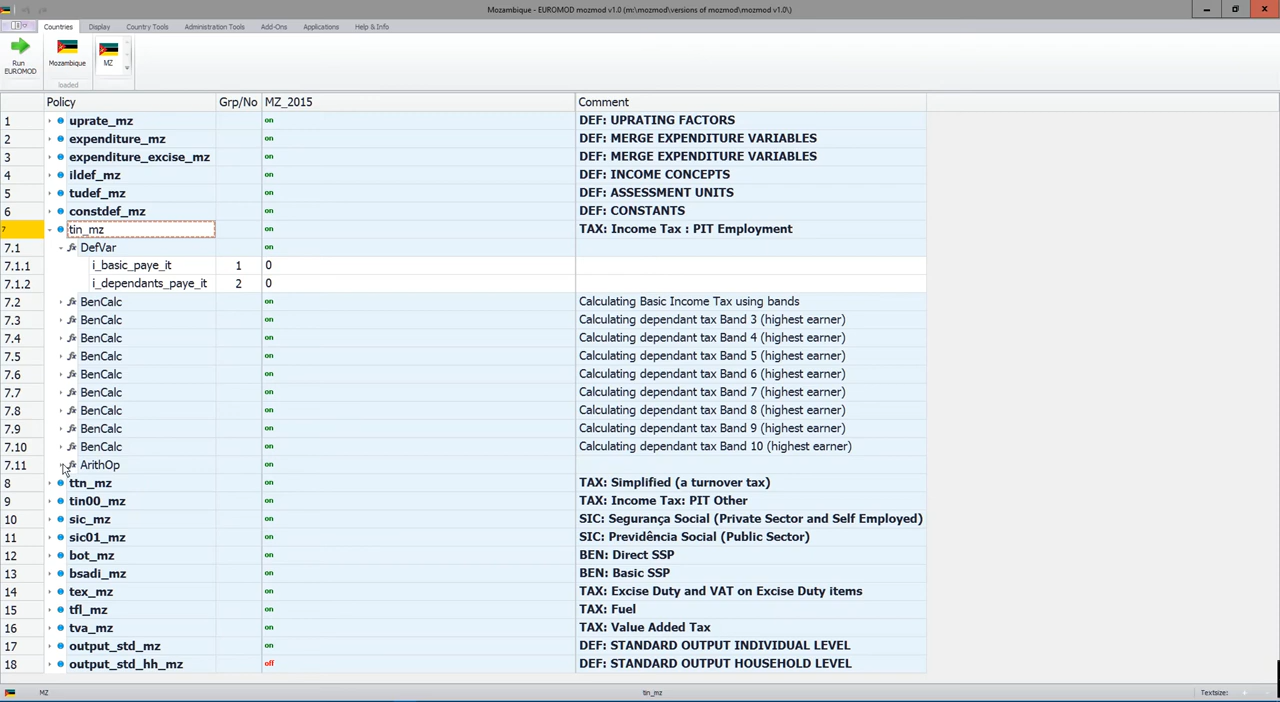 Mozambique - EUROMOD mozmod v1.0 (m:\mozmod\versions of mozmod\mozmod v1.0\)
Countries Display Country Tools Administration Tools Add-Ons Applications Help & Info
Run EUROMOD
Mozambique
MZ
loaded
Policy Grp/No MZ_2015 Comment
1 uprate_mz on DEF: UPRATING FACTORS
2 expenditure_mz on DEF: MERGE EXPENDITURE VARIABLES
3 expenditure_excise_mz on DEF: MERGE EXPENDITURE VARIABLES
4 ildef_mz on DEF: INCOME CONCEPTS
5 tudef_mz on DEF: ASSESSMENT UNITS
6 constdef_mz on DEF: CONSTANTS
7 tin_mz on TAX: Income Tax : PIT Employment
7.1 fx DefVar on
7.1.1 i_basic_paye_it 1 0
7.1.2 i_dependants_paye_it 2 0
7.2 fx BenCalc on Calculating Basic Income Tax using bands
7.3 fx BenCalc on Calculating dependant tax Band 3 (highest earner)
7.4 fx BenCalc on Calculating dependant tax Band 4 (highest earner)
7.5 fx BenCalc on Calculating dependant tax Band 5 (highest earner)
7.6 fx BenCalc on Calculating dependant tax Band 6 (highest earner)
7.7 fx BenCalc on Calculating dependant tax Band 7 (highest earner)
7.8 fx BenCalc on Calculating dependant tax Band 8 (highest earner)
7.9 fx BenCalc on Calculating dependant tax Band 9 (highest earner)
7.10 fx BenCalc on Calculating dependant tax Band 10 (highest earner)
7.11 fx ArithOp on
8 ttn_mz on TAX: Simplified (a turnover tax)
9 tin00_mz on TAX: Income Tax: PIT Other
10 sic_mz on SIC: Segurança Social (Private Sector and Self Employed)
11 sic01_mz on SIC: Previdência Social (Public Sector)
12 bot_mz on BEN: Direct SSP
13 bsadi_mz on BEN: Basic SSP
14 tex_mz on TAX: Excise Duty and VAT on Excise Duty items
15 tfl_mz on TAX: Fuel
16 tva_mz on TAX: Value Added Tax
17 output_std_mz on DEF: STANDARD OUTPUT INDIVIDUAL LEVEL
18 output_std_hh_mz off DEF: STANDARD OUTPUT HOUSEHOLD LEVEL
MZ tin_mz Textsize: + -